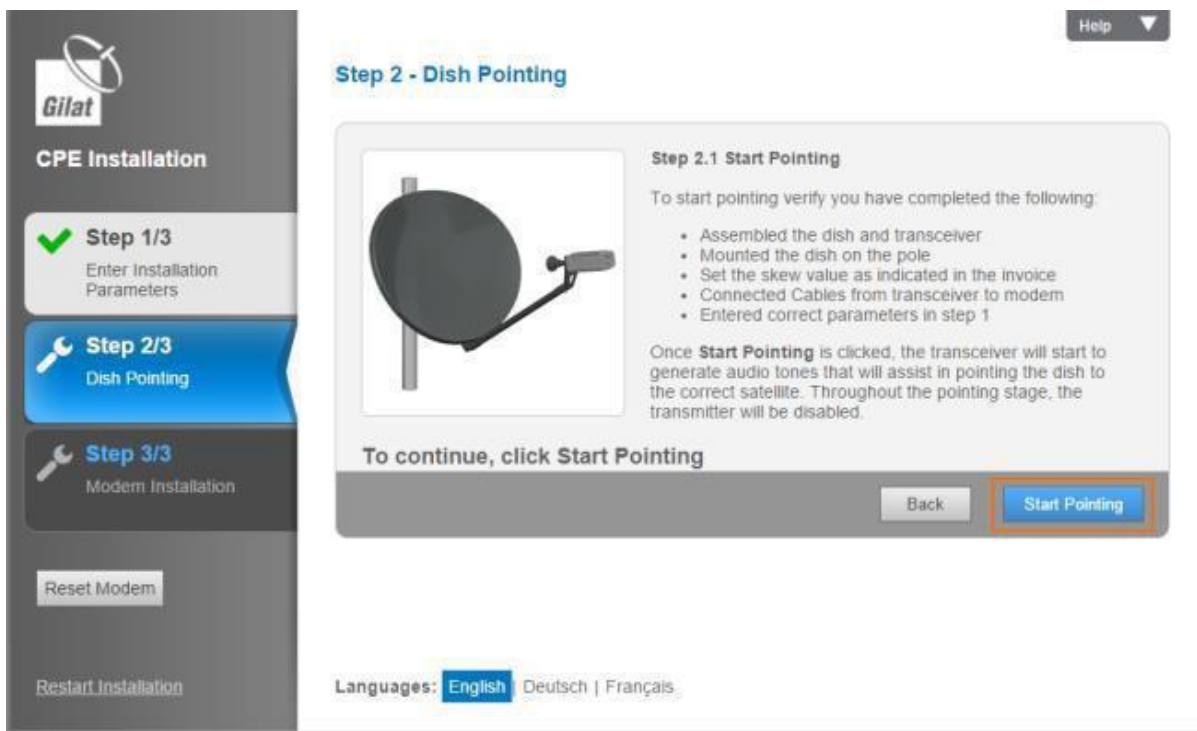 Help
Gilat
CPE Installation
Step 1/3
Enter Installation
Parameters
Step 2/3
Dish Pointing
Step 3/3
Modem Installation
Reset Modem
Restart Installation
Step 2 - Dish Pointing
Step 2.1 Start Pointing
To start pointing verify you have completed the following:
• Assembled the dish and transceiver
• Mounted the dish on the pole
• Set the skew value as indicated in the invoice
• Connected Cables from transceiver to modem
• Entered correct parameters in step 1
Once Start Pointing is clicked, the transceiver will start to
generate audio tones that will assist in pointing the dish to
the correct satellite. Throughout the pointing stage, the
transmitter will be disabled.
To continue, click Start Pointing
Back
Start Pointing
Languages: English | Deutsch | Français